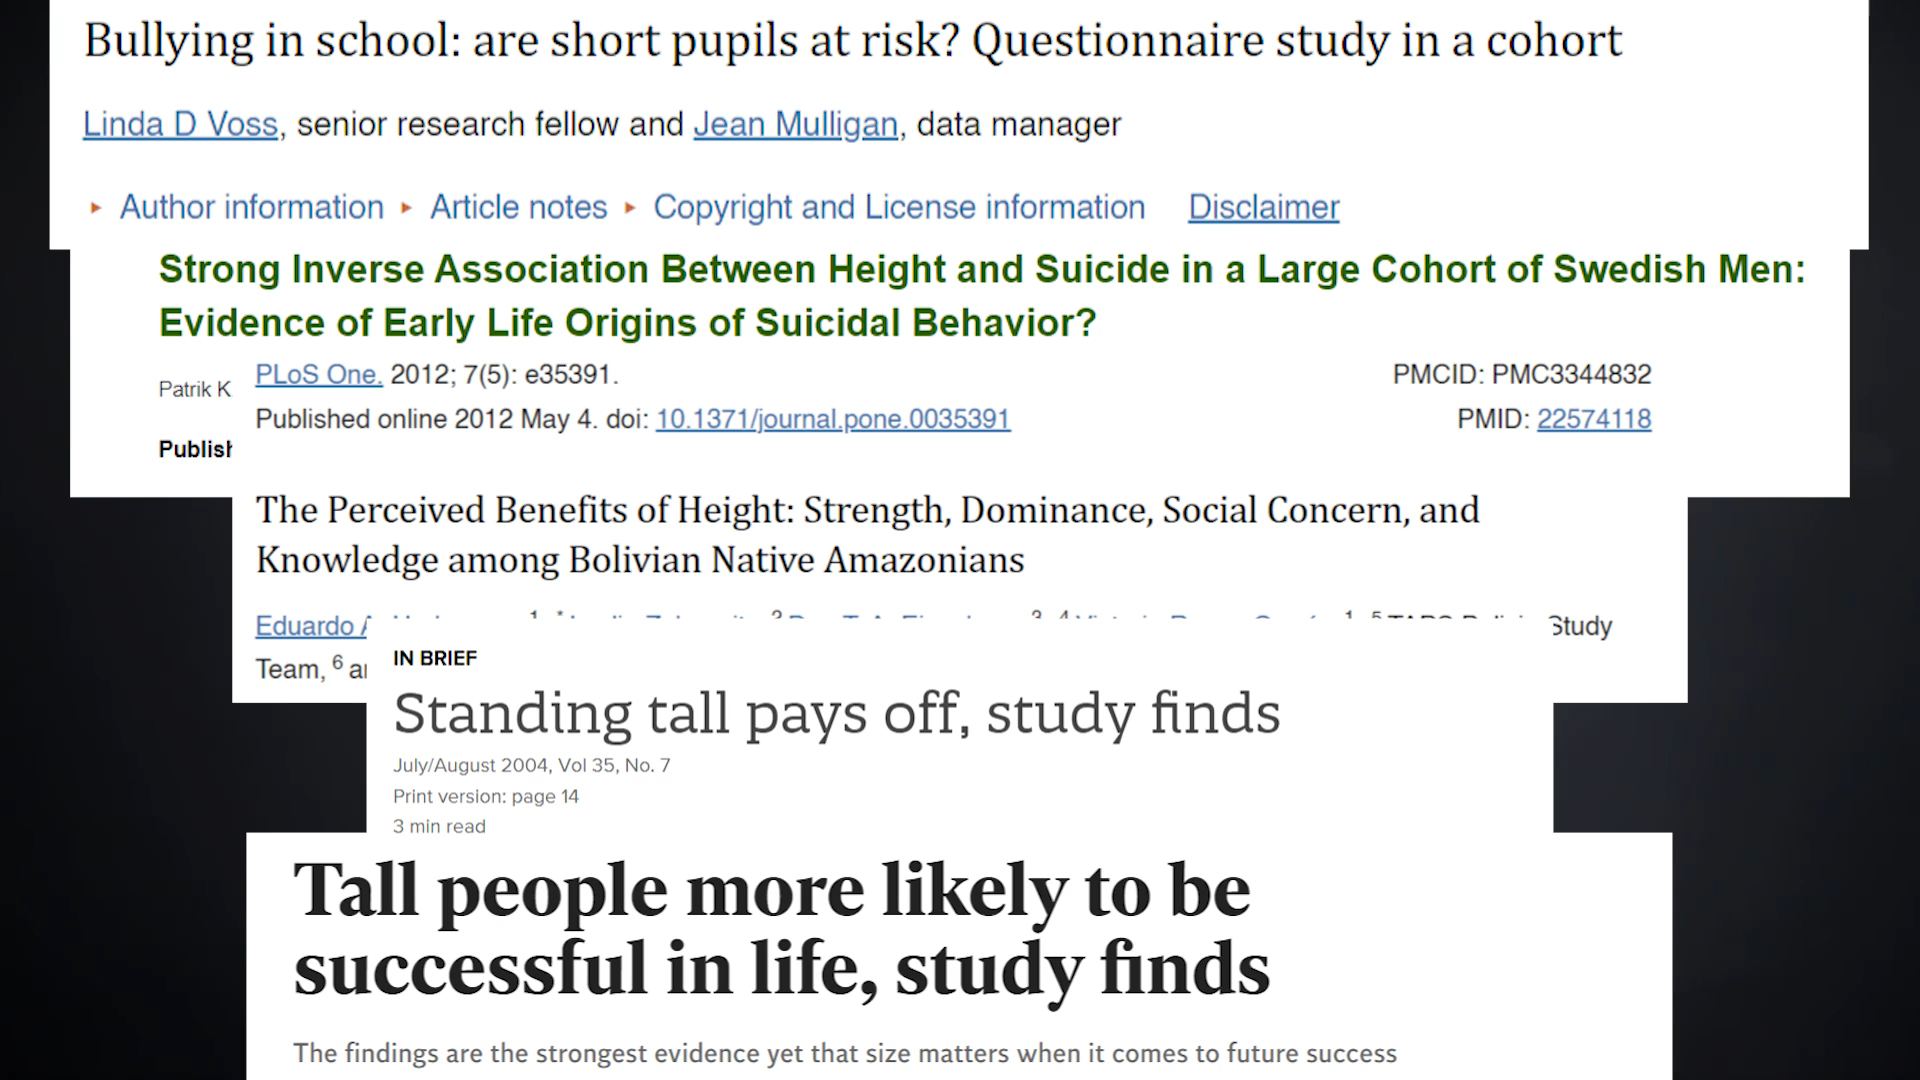 Bullying in school: are short pupils at risk? Questionnaire study in a cohort
Linda D Voss, senior research fellow and Jean Mulligan, data manager
▸ Author information ▸ Article notes ▸ Copyright and License information Disclaimer
Strong Inverse Association Between Height and Suicide in a Large Cohort of Swedish Men:
Evidence of Early Life Origins of Suicidal Behavior?
Patrik K
Publish
PLoS One. 2012; 7(5): e35391.
Published online 2012 May 4. doi: 10.1371/journal.pone.0035391
PMCID: PMC3344832
PMID: 22574118
The Perceived Benefits of Height: Strength, Dominance, Social Concern, and
Knowledge among Bolivian Native Amazonians
Eduardo A Study
Team, 6 an
IN BRIEF
Standing tall pays off, study finds
July/August 2004, Vol 35, No. 7
Print version: page 14
3 min read
Tall people more likely to be
successful in life, study finds
The findings are the strongest evidence yet that size matters when it comes to future success